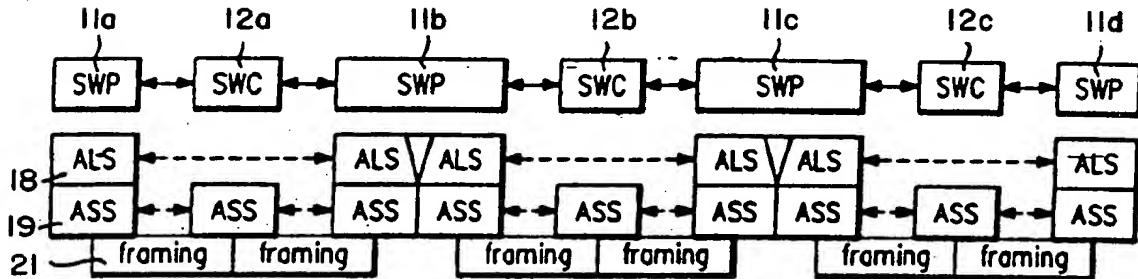 11a 12a 11b 12b 11c 12c 11d
SWP SWC SWP SWC SWP SWC SWP
18 ALS ALS ALS ALS ALS ALS
19 ASS ASS ASS ASS ASS ASS ASS ASS ASS
21 framing framing framing framing framing framing